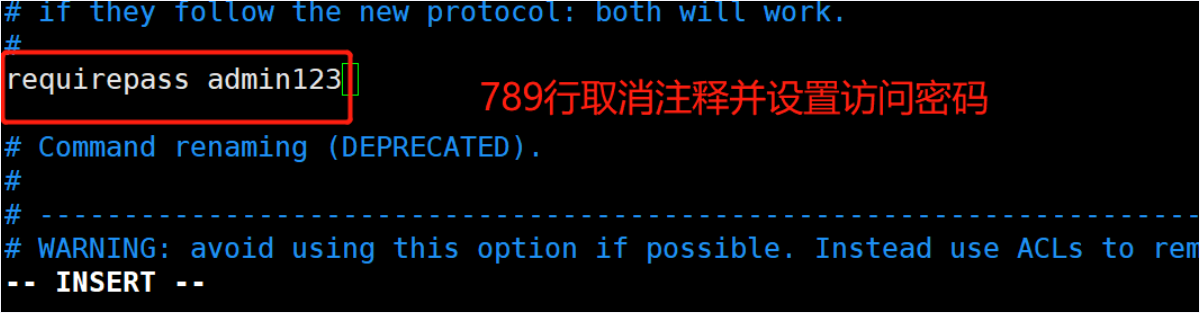 # if they follow the new protocol: both will work.
#
requirepass admin123
789行取消注释并设置访问密码
# Command renaming (DEPRECATED).
#
# ---------------------------------------------------------------------
# WARNING: avoid using this option if possible. Instead use ACLs to rem
-- INSERT --